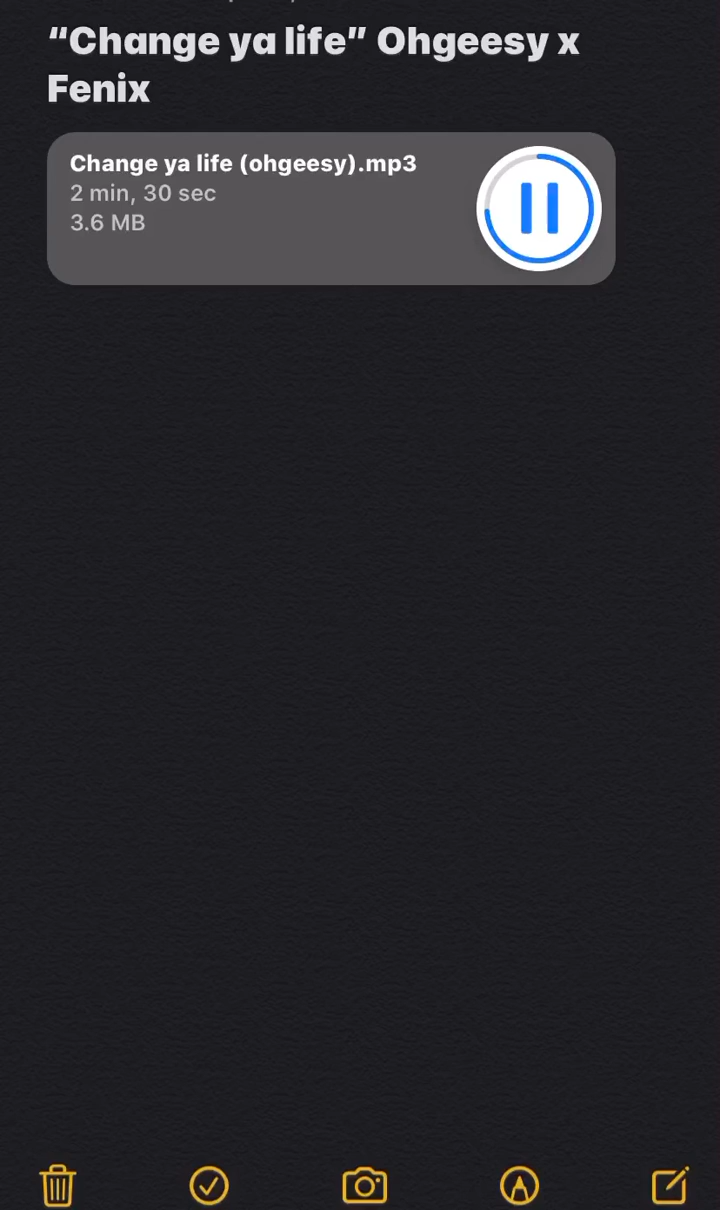 “Change ya life” Ohgeesy x
Fenix
Change ya life (ohgeesy).mp3
2 min, 30 sec
3.6 MB